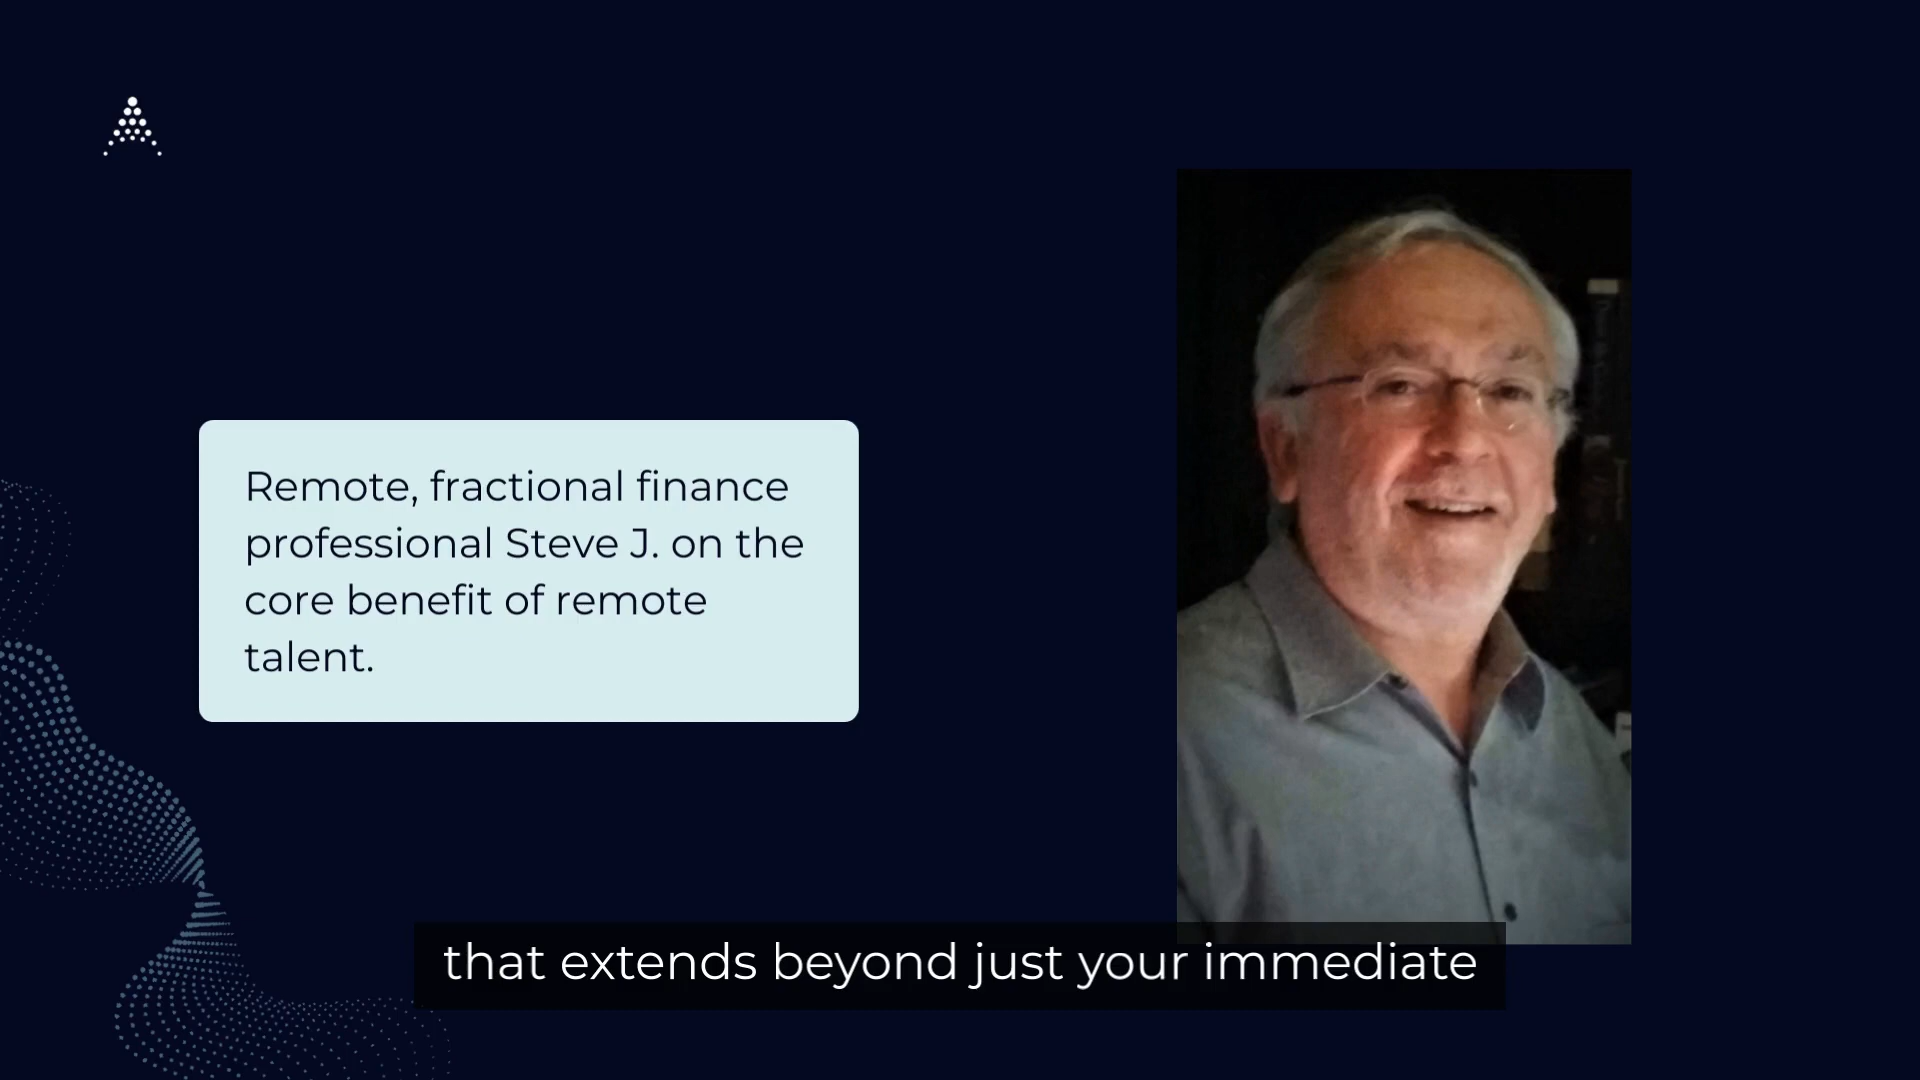 Remote, fractional finance
professional Steve J. on the
core benefit of remote
talent.
that extends beyond just your immediate